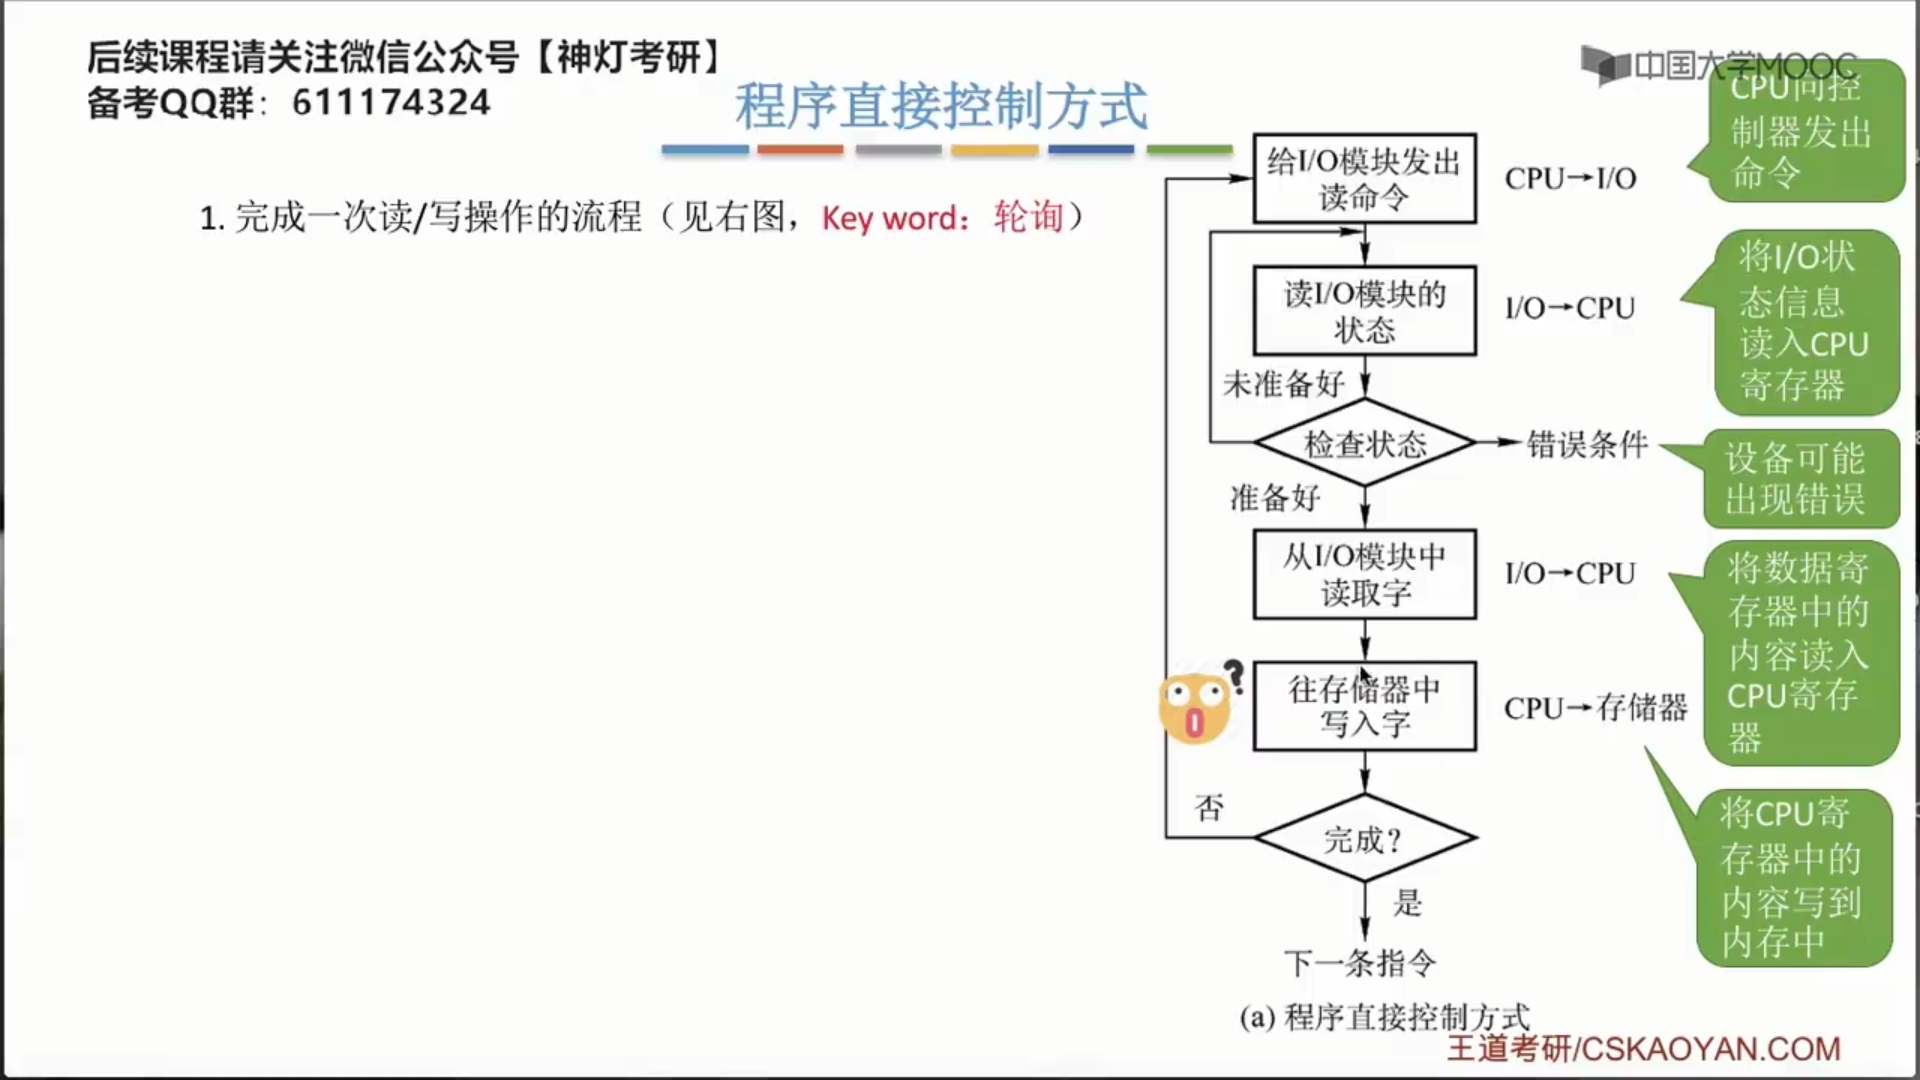 后续课程请关注微信公众号【神灯考研】
备考QQ群：611174324
中国大学MOOC
程序直接控制方式
1. 完成一次读/写操作的流程（见右图，Key word：轮询）
给I/O模块发出
读命令
CPU→I/O
CPU向控
制器发出
命令
读I/O模块的
状态
I/O→CPU
将I/O状
态信息
读入CPU
寄存器
未准备好
检查状态
错误条件
设备可能
出现错误
准备好
从I/O模块中
读取字
I/O→CPU
将数据寄
存器中的
内容读入
CPU寄存
器
往存储器中
写入字
CPU→存储器
将CPU寄
存器中的
内容写到
内存中
否
完成?
是
下一条指令
(a) 程序直接控制方式
王道考研/CSKAOYAN.COM